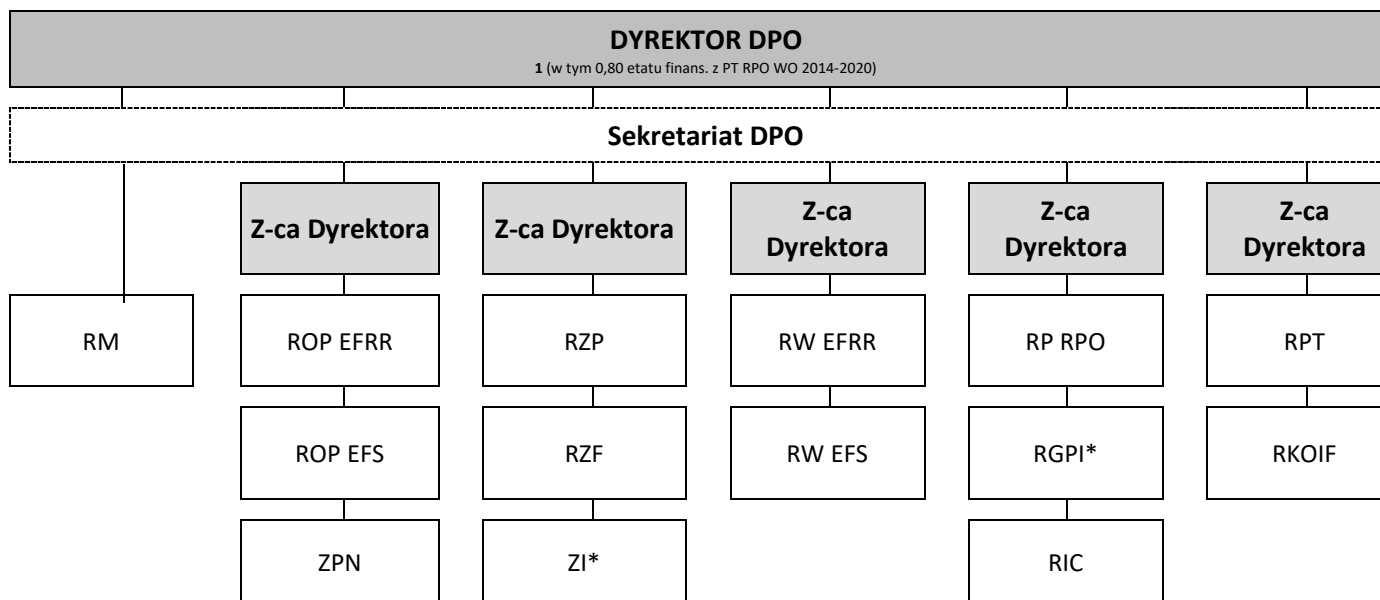 DYREKTOR DPO
1 (w tym 0,80 etatu finans. z PT RPO WO 2014-2020)
Sekretariat DPO
Z-ca Dyrektora
Z-ca Dyrektora
Z-ca
Dyrektora
Z-ca
Dyrektora
Z-ca
Dyrektora
RM
ROP EFRR
RZP
RW EFRR
RP RPO
RPT
ROP EFS
RZF
RW EFS
RGPI*
RKOIF
ZPN
ZI*
RIC